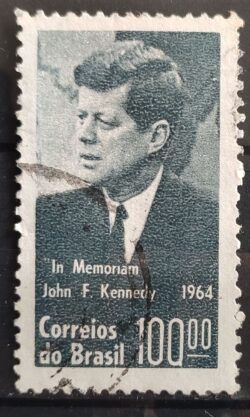 "In Memoriam
John F. Kennedy 1964
Correios
do Brasil 100.00